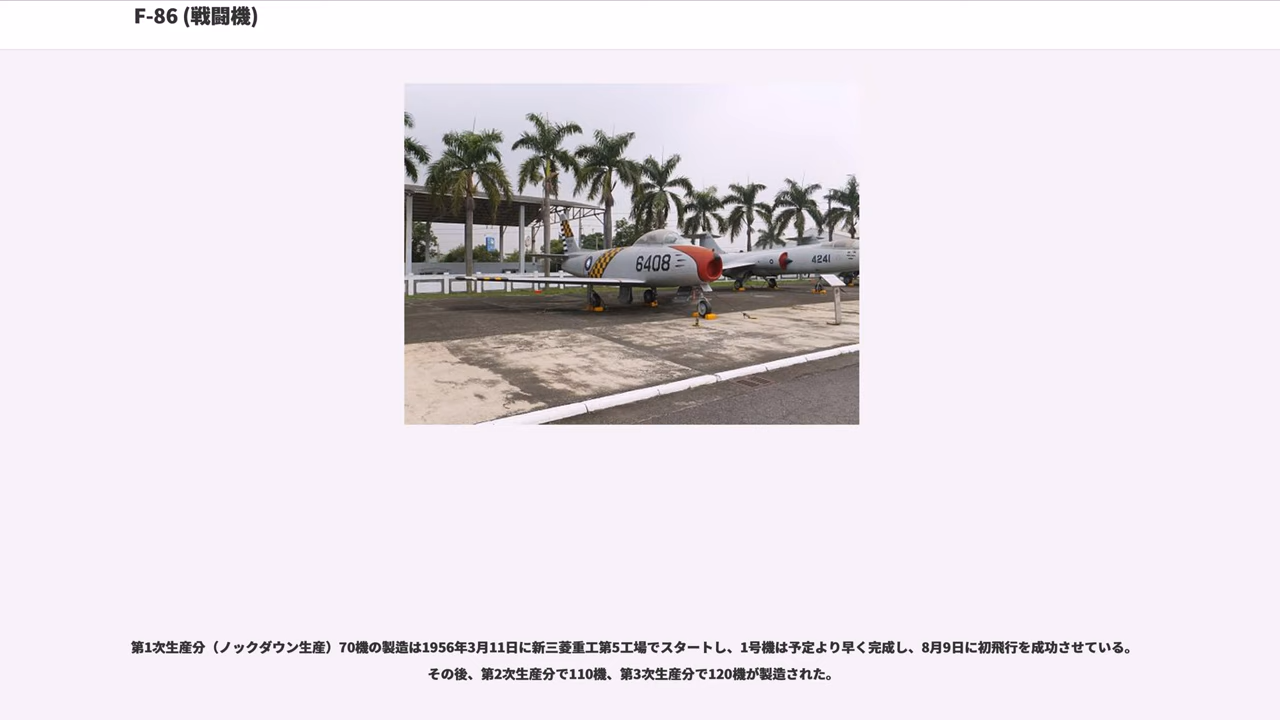 F-86 (戦闘機)
6408
4241
第1次生産分（ノックダウン生産）70機の製造は1956年3月11日に新三菱重工第5工場でスタートし、1号機は予定より早く完成し、8月9日に初飛行を成功させている。
その後、第2次生産分で110機、第3次生産分で120機が製造された。